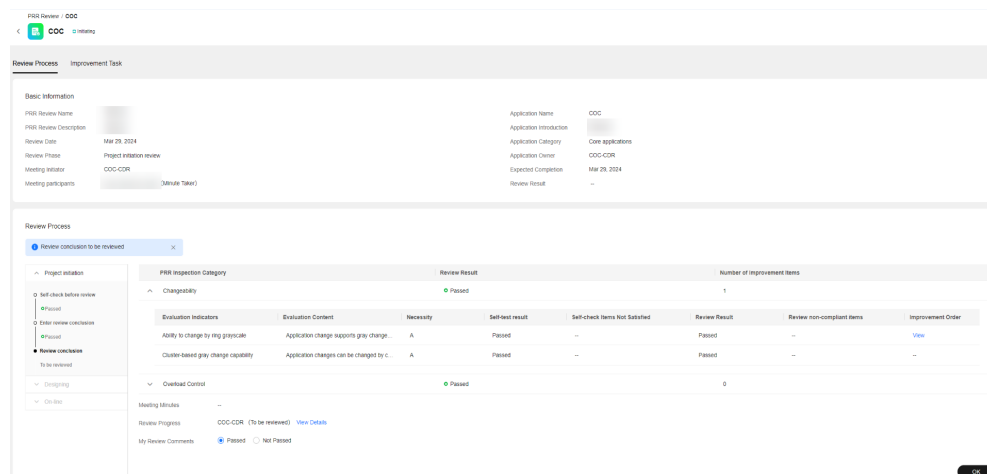 PRR Review / COC
COC Initiating
Review Process Improvement Task
Basic Information
PRR Review Name Application Name COC
PRR Review Description Application Introduction
Review Date Mar 29, 2024 Application Category Core applications
Review Phase Project initiation review Application Owner COC-CDR
Meeting Initiator COC-CDR Expected Completion Mar 29, 2024
Meeting participants [Minute Taker] Review Result --
Review Process
Review conclusion to be reviewed
Project initiation PRR Inspection Category Review Result Number of Improvement Items
Changeability Passed 1
Self-check before review
Passed
Evaluation Indicators Evaluation Content Necessity Self-test result Self-check Items Not Satisfied Review Result Review non-compliant items Improvement Order
Enter review conclusion
Passed
Ability to change by ring grayscale Application change supports gray change... A Passed -- Passed -- View
Review conclusion
To be reviewed
Cluster-based gray change capability Application changes can be changed by c... A Passed -- Passed -- --
Designing Overload Control Passed 0
On-line
Meeting Minutes --
Review Progress COC-CDR (To be reviewed) View Details
My Review Comments Passed Not Passed
OK